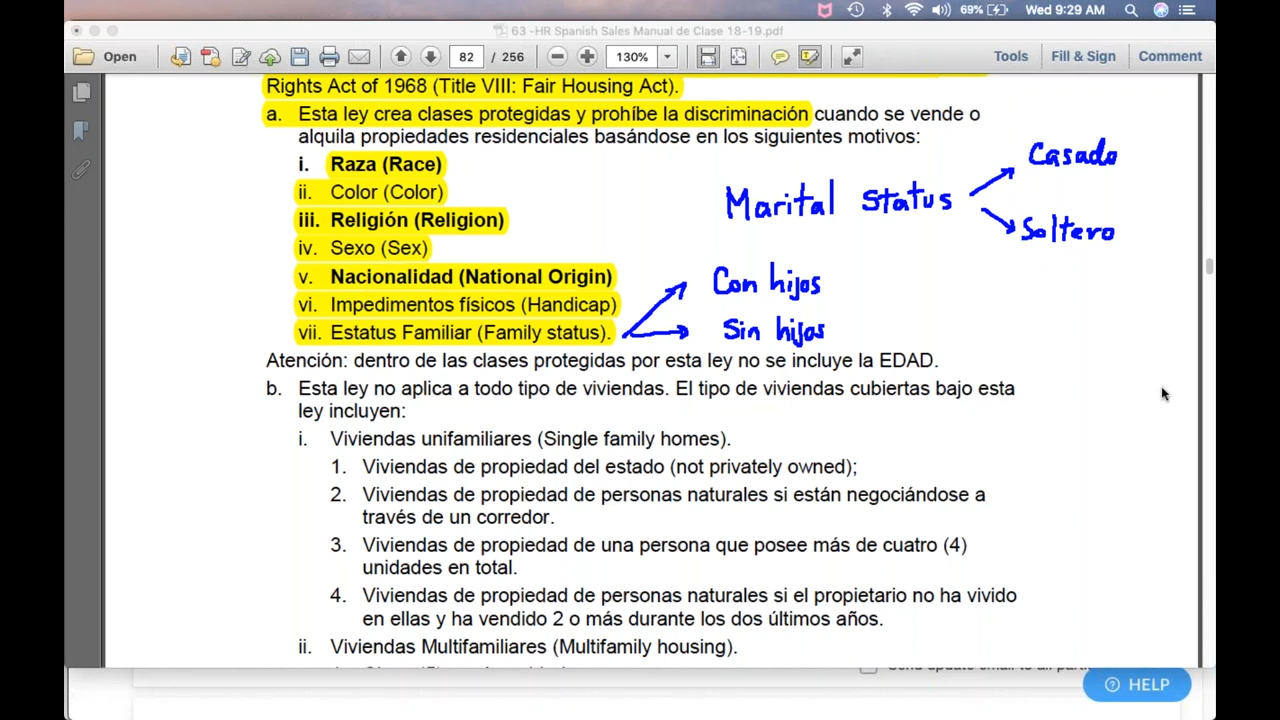 69% Wed 9:29 AM
63 -HR Spanish Sales Manual de Clase 18-19.pdf
Open 82 / 256 130% Tools Fill & Sign Comment
Rights Act of 1968 (Title VIII: Fair Housing Act).
a. Esta ley crea clases protegidas y prohíbe la discriminación cuando se vende o
alquila propiedades residenciales basándose en los siguientes motivos:
i. Raza (Race)
ii. Color (Color)
iii. Religión (Religion)
iv. Sexo (Sex)
v. Nacionalidad (National Origin)
vi. Impedimentos físicos (Handicap)
vii. Estatus Familiar (Family status).
Marital Status
Casado
Soltero
Con hijos
Sin hijos
Atención: dentro de las clases protegidas por esta ley no se incluye la EDAD.
b. Esta ley no aplica a todo tipo de viviendas. El tipo de viviendas cubiertas bajo esta
ley incluyen:
i. Viviendas unifamiliares (Single family homes).
1. Viviendas de propiedad del estado (not privately owned);
2. Viviendas de propiedad de personas naturales si están negociándose a
través de un corredor.
3. Viviendas de propiedad de una persona que posee más de cuatro (4)
unidades en total.
4. Viviendas de propiedad de personas naturales si el propietario no ha vivido
en ellas y ha vendido 2 o más durante los dos últimos años.
ii. Viviendas Multifamiliares (Multifamily housing).
HELP